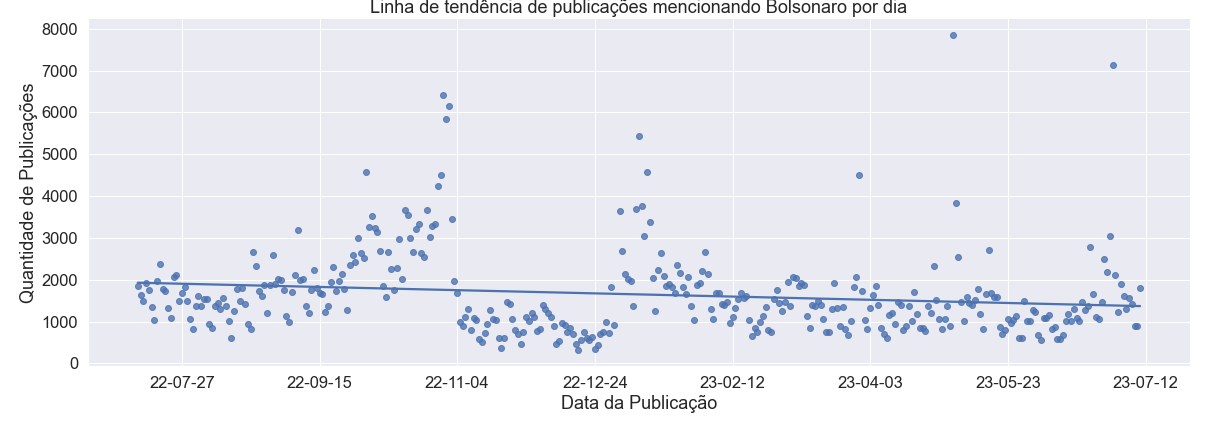 Linha de tendência de publicações mencionando Bolsonaro por dia
Quantidade de Publicações
8000
7000
6000
5000
4000
3000
2000
1000
0
22-07-27 22-09-15 22-11-04 22-12-24 23-02-12 23-04-03 23-05-23 23-07-12
Data da Publicação